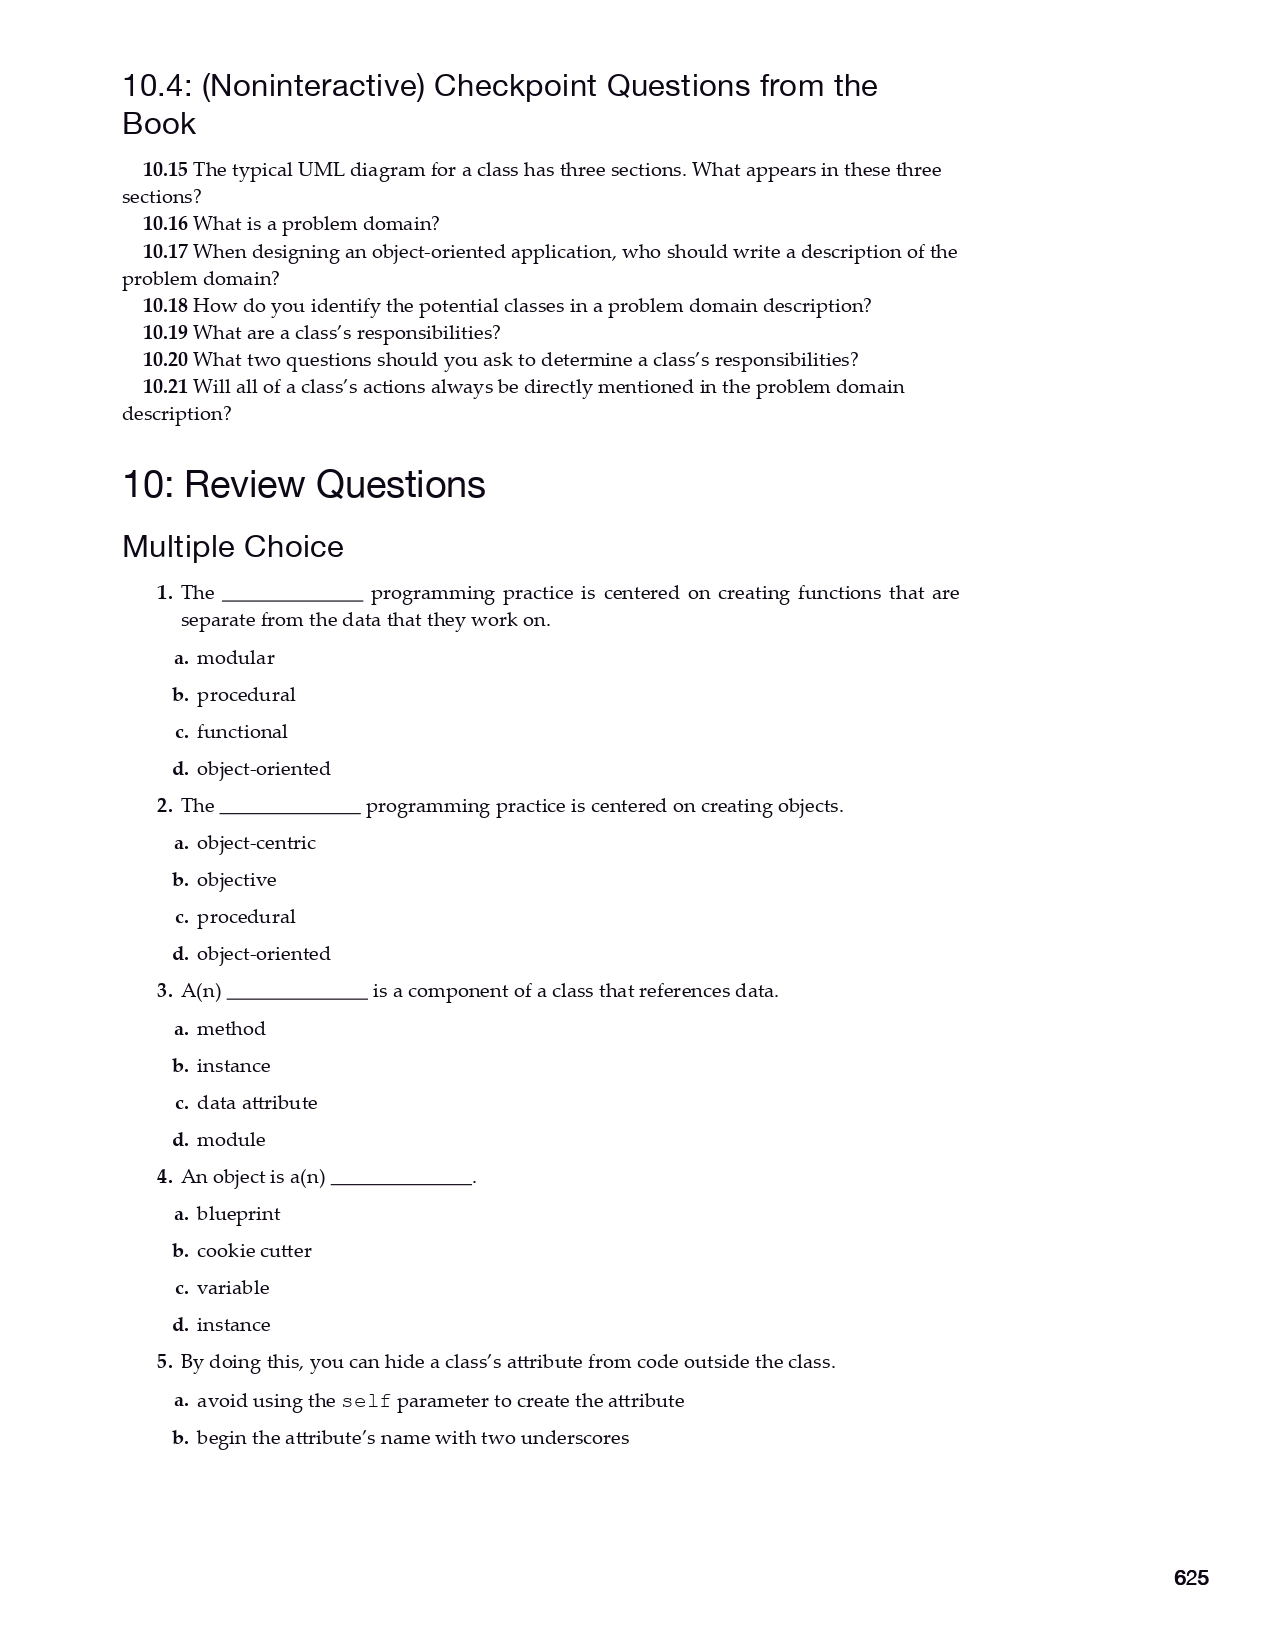 10.4: (Noninteractive) Checkpoint Questions from the
Book
10.15 The typical UML diagram for a class has three sections. What appears in these three
sections?
10.16 What is a problem domain?
10.17 When designing an object-oriented application, who should write a description of the
problem domain?
10.18 How do you identify the potential classes in a problem domain description?
10.19 What are a class’s responsibilities?
10.20 What two questions should you ask to determine a class’s responsibilities?
10.21 Will all of a class’s actions always be directly mentioned in the problem domain
description?
10: Review Questions
Multiple Choice
1. The ______________ programming practice is centered on creating functions that are
separate from the data that they work on.
a. modular
b. procedural
c. functional
d. object-oriented
2. The ______________ programming practice is centered on creating objects.
a. object-centric
b. objective
c. procedural
d. object-oriented
3. A(n) ______________ is a component of a class that references data.
a. method
b. instance
c. data attribute
d. module
4. An object is a(n) ______________.
a. blueprint
b. cookie cutter
c. variable
d. instance
5. By doing this, you can hide a class’s attribute from code outside the class.
a. avoid using the self parameter to create the attribute
b. begin the attribute’s name with two underscores
625